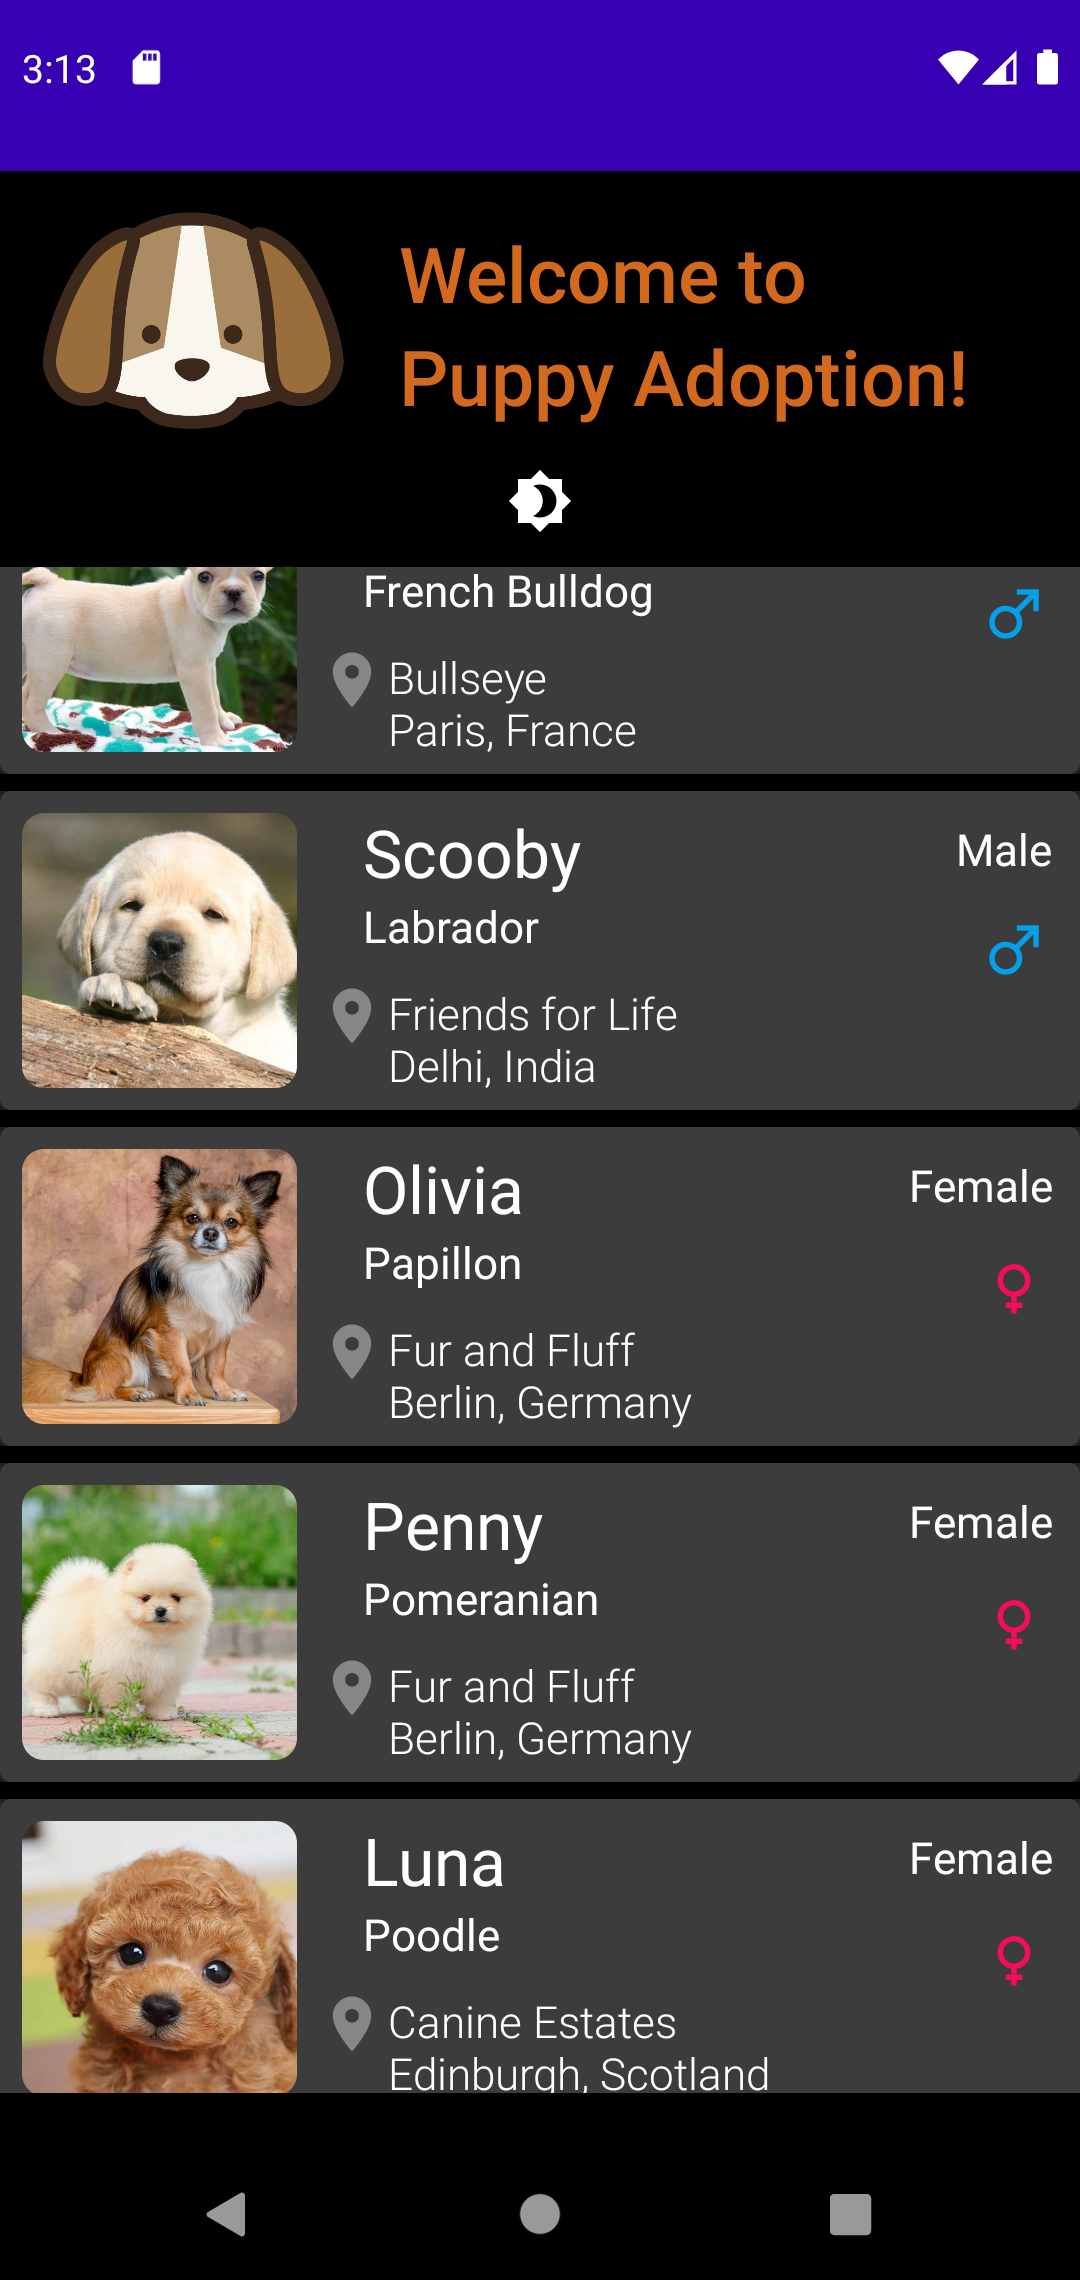 3:13
Welcome to
Puppy Adoption!
French Bulldog
Bullseye
Paris, France
Scooby
Male
Labrador
Friends for Life
Delhi, India
Olivia
Female
Papillon
Fur and Fluff
Berlin, Germany
Penny
Female
Pomeranian
Fur and Fluff
Berlin, Germany
Luna
Female
Poodle
Canine Estates
Edinburgh, Scotland